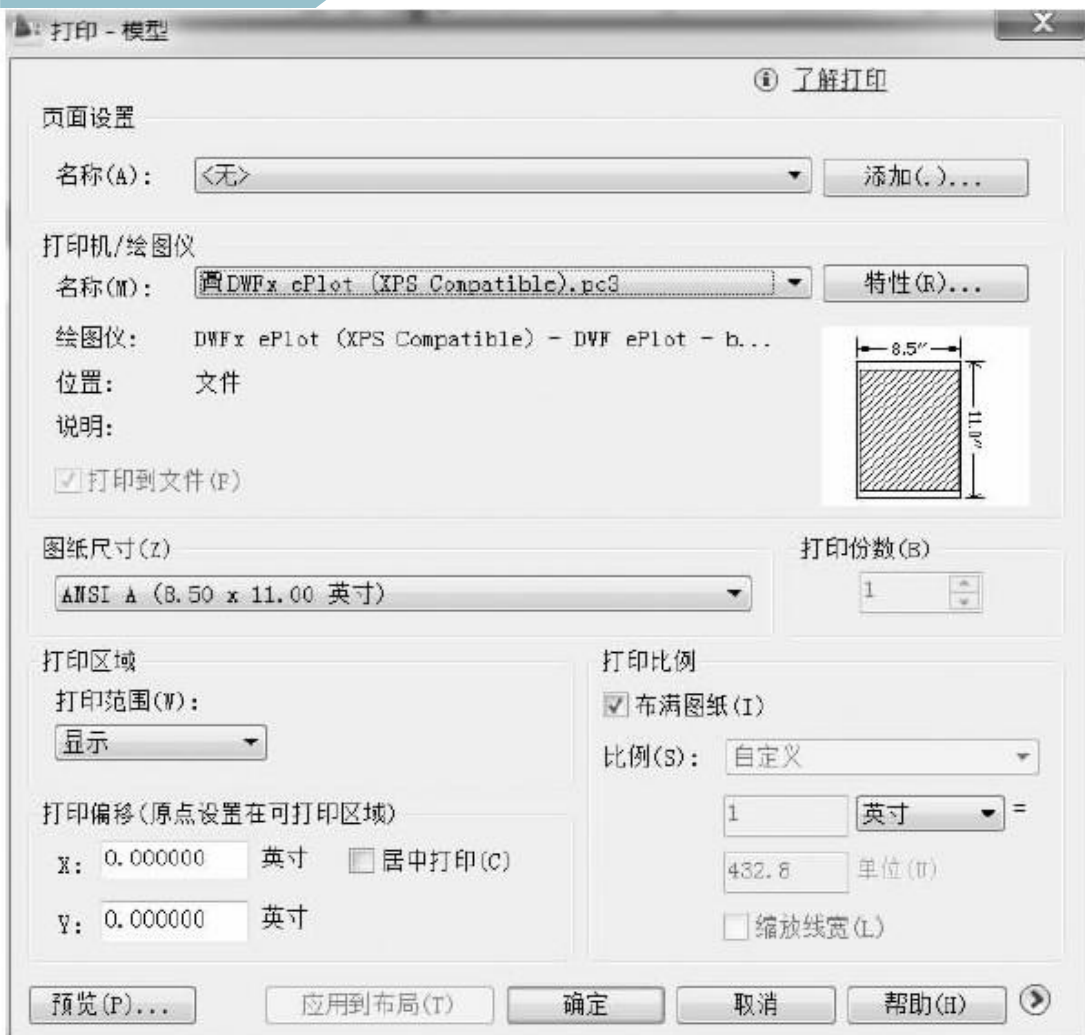 打印 - 模型
了解打印
页面设置
名称(A): <无> 添加(.)...
打印机/绘图仪
名称(M): DWFx ePlot (XPS Compatible).pc3 特性(R)...
绘图仪: DWFx ePlot (XPS Compatible) - DWF ePlot - b...
位置: 文件
说明:
打印到文件(F)
8.5″
11.0″
图纸尺寸(Z)
ANSI A (8.50 x 11.00 英寸)
打印份数(B)
1
打印区域
打印范围(W):
显示
打印偏移(原点设置在可打印区域)
X: 0.000000 英寸 居中打印(C)
Y: 0.000000 英寸
打印比例
布满图纸(I)
比例(S): 自定义
1 英寸 =
432.8 单位(U)
缩放线宽(L)
预览(P)... 应用到布局(T) 确定 取消 帮助(H)